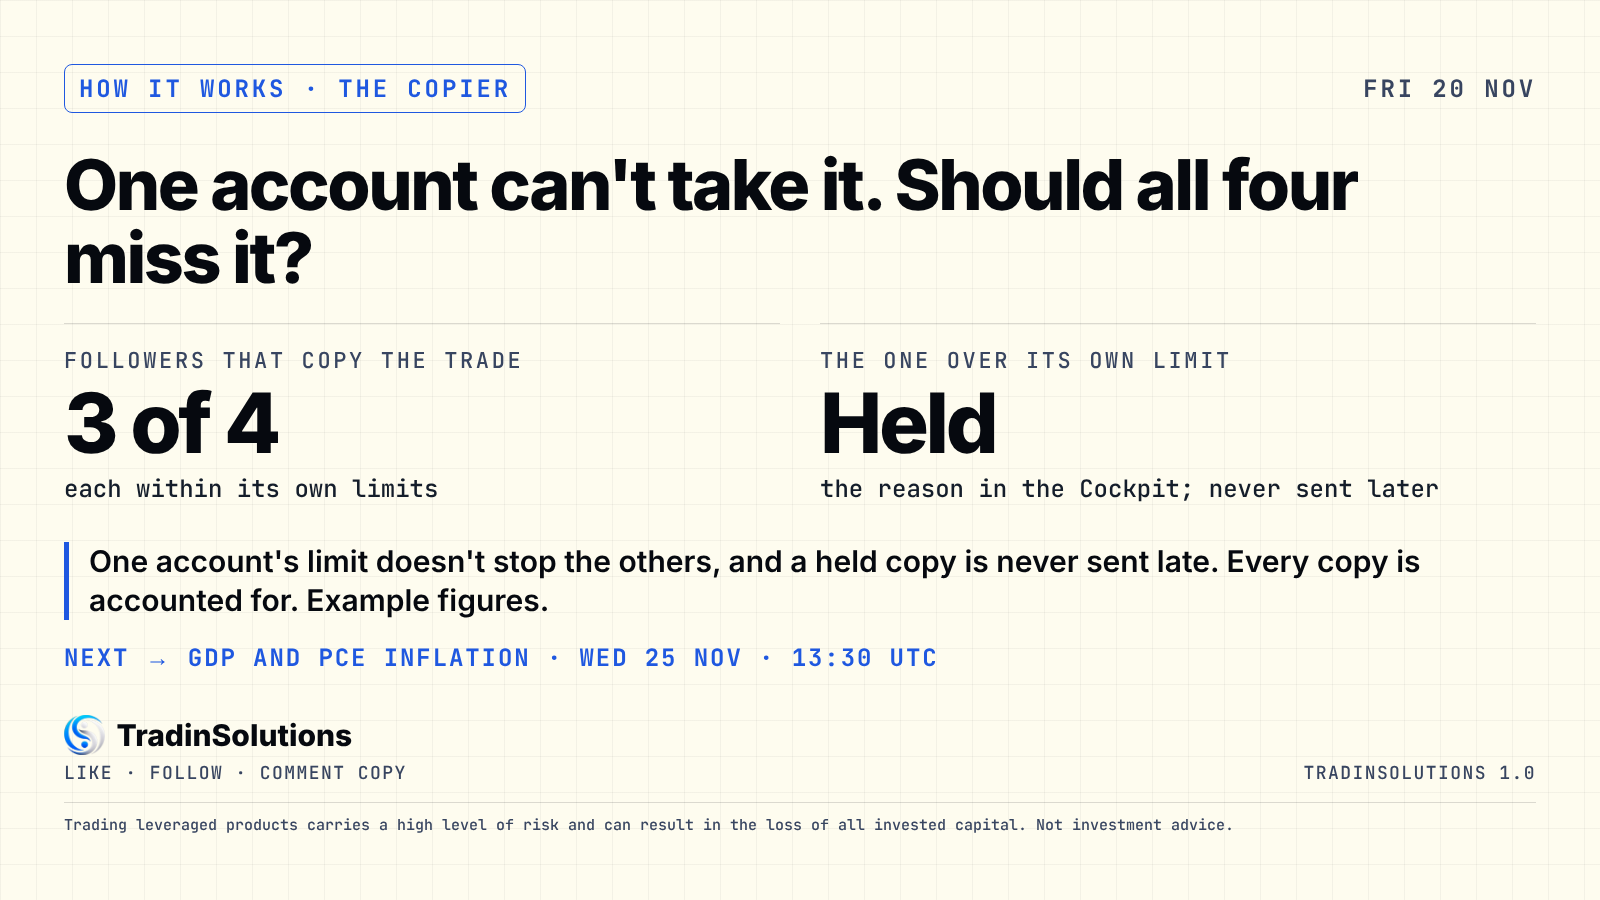 HOW IT WORKS · THE COPIER
FRI 20 NOV
One account can't take it. Should all four
miss it?
FOLLOWERS THAT COPY THE TRADE
3 of 4
each within its own limits
THE ONE OVER ITS OWN LIMIT
Held
the reason in the Cockpit; never sent later
One account's limit doesn't stop the others, and a held copy is never sent late. Every copy is
accounted for. Example figures.
NEXT → GDP AND PCE INFLATION · WED 25 NOV · 13:30 UTC
TradinSolutions
LIKE · FOLLOW · COMMENT COPY
TRADINSOLUTIONS 1.0
Trading leveraged products carries a high level of risk and can result in the loss of all invested capital. Not investment advice.